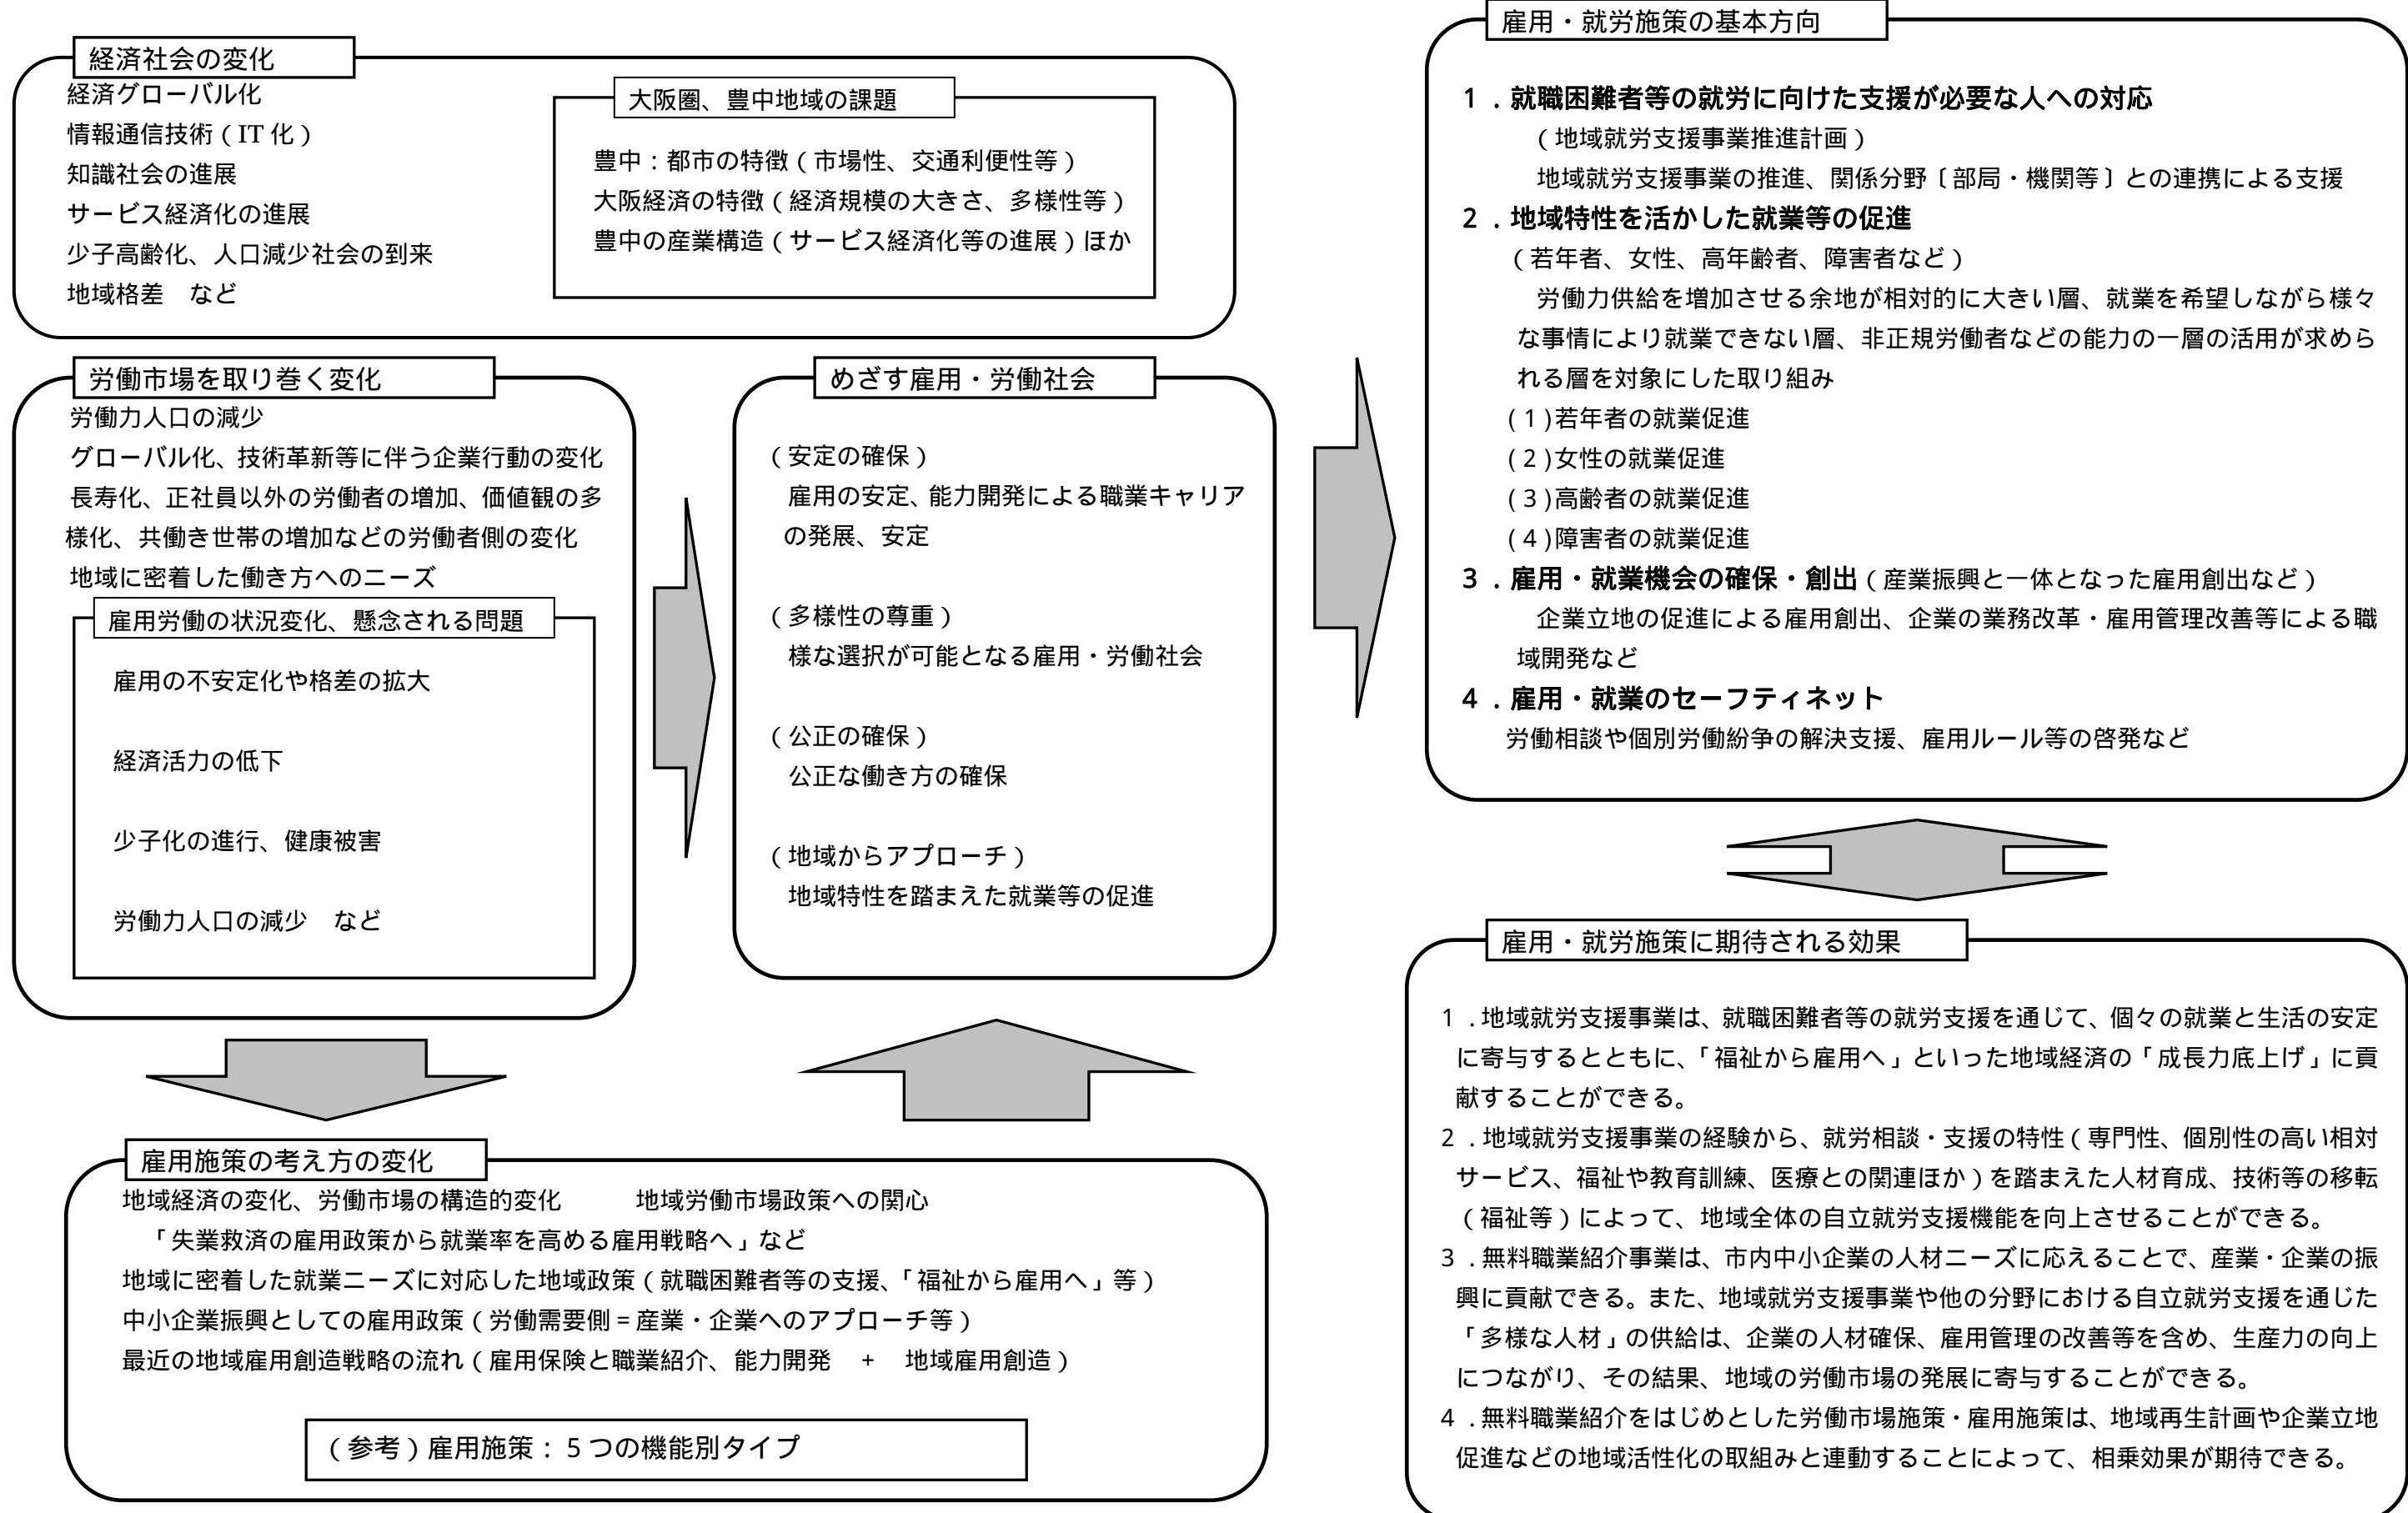 経済社会の変化
経済グローバル化
情報通信技術（IT 化）
知識社会の進展
サービス経済化の進展
少子高齢化、人口減少社会の到来
地域格差　など
大阪圏、豊中地域の課題
豊中：都市の特徴（市場性、交通利便性等）
大阪経済の特徴（経済規模の大きさ、多様性等）
豊中の産業構造（サービス経済化等の進展）ほか
労働市場を取り巻く変化
労働力人口の減少
グローバル化、技術革新等に伴う企業行動の変化
長寿化、正社員以外の労働者の増加、価値観の多
様化、共働き世帯の増加などの労働者側の変化
地域に密着した働き方へのニーズ
雇用労働の状況変化、懸念される問題
雇用の不安定化や格差の拡大
経済活力の低下
少子化の進行、健康被害
労働力人口の減少　など
めざす雇用・労働社会
（安定の確保）
雇用の安定、能力開発による職業キャリア
の発展、安定
（多様性の尊重）
様な選択が可能となる雇用・労働社会
（公正の確保）
公正な働き方の確保
（地域からアプローチ）
地域特性を踏まえた就業等の促進
雇用施策の考え方の変化
地域経済の変化、労働市場の構造的変化　　　地域労働市場政策への関心
「失業救済の雇用政策から就業率を高める雇用戦略へ」など
地域に密着した就業ニーズに対応した地域政策（就職困難者等の支援、「福祉から雇用へ」等）
中小企業振興としての雇用政策（労働需要側＝産業・企業へのアプローチ等）
最近の地域雇用創造戦略の流れ（雇用保険と職業紹介、能力開発　＋　地域雇用創造）
（参考）雇用施策：５つの機能別タイプ
雇用・就労施策の基本方向
１．就職困難者等の就労に向けた支援が必要な人への対応
（地域就労支援事業推進計画）
地域就労支援事業の推進、関係分野〔部局・機関等〕との連携による支援
２．地域特性を活かした就業等の促進
（若年者、女性、高年齢者、障害者など）
労働力供給を増加させる余地が相対的に大きい層、就業を希望しながら様々
な事情により就業できない層、非正規労働者などの能力の一層の活用が求めら
れる層を対象にした取り組み
(１)若年者の就業促進
(２)女性の就業促進
(３)高齢者の就業促進
(４)障害者の就業促進
３．雇用・就業機会の確保・創出（産業振興と一体となった雇用創出など）
企業立地の促進による雇用創出、企業の業務改革・雇用管理改善等による職
域開発など
４．雇用・就業のセーフティネット
労働相談や個別労働紛争の解決支援、雇用ルール等の啓発など
雇用・就労施策に期待される効果
１．地域就労支援事業は、就職困難者等の就労支援を通じて、個々の就業と生活の安定
に寄与するとともに、「福祉から雇用へ」といった地域経済の「成長力底上げ」に貢
献することができる。
２．地域就労支援事業の経験から、就労相談・支援の特性（専門性、個別性の高い相対
サービス、福祉や教育訓練、医療との関連ほか）を踏まえた人材育成、技術等の移転
（福祉等）によって、地域全体の自立就労支援機能を向上させることができる。
３．無料職業紹介事業は、市内中小企業の人材ニーズに応えることで、産業・企業の振
興に貢献できる。また、地域就労支援事業や他の分野における自立就労支援を通じた
「多様な人材」の供給は、企業の人材確保、雇用管理の改善等を含め、生産力の向上
につながり、その結果、地域の労働市場の発展に寄与することができる。
４．無料職業紹介をはじめとした労働市場施策・雇用施策は、地域再生計画や企業立地
促進などの地域活性化の取組みと連動することによって、相乗効果が期待できる。